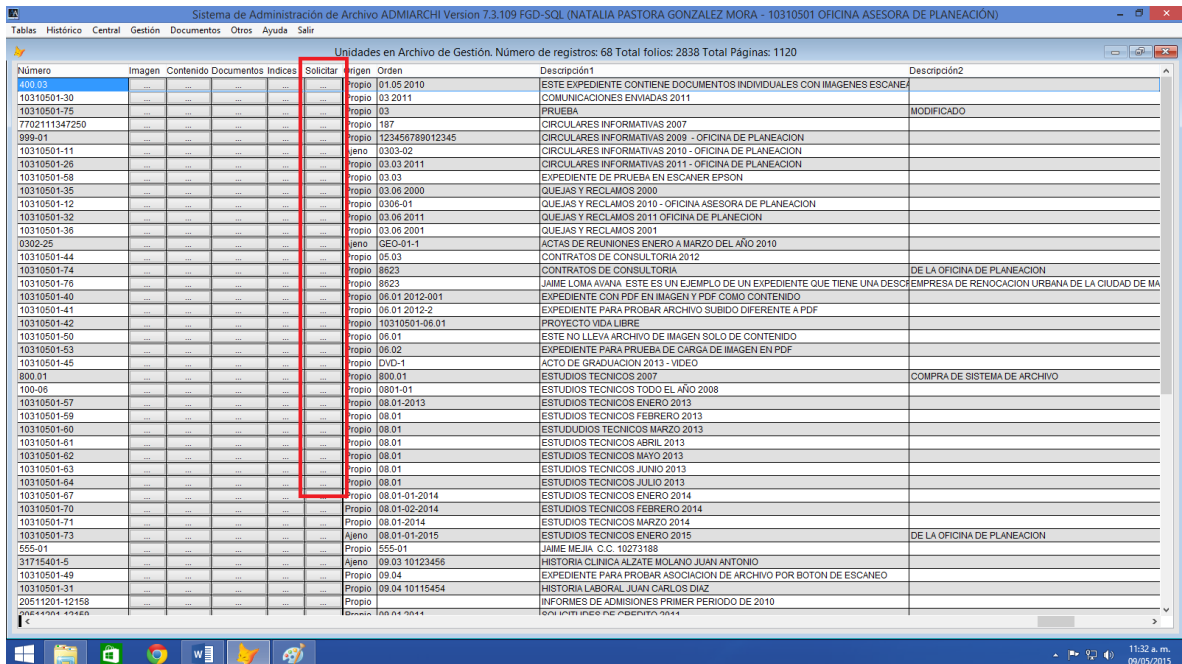 Sistema de Administración de Archivo ADMIARCHI Version 7.3.109 FGD-SQL (NATALIA PASTORA GONZALEZ MORA - 10310501 OFICINA ASESORA DE PLANEACIÓN)
Tablas Histórico Central Gestión Documentos Otros Ayuda Salir
Unidades en Archivo de Gestión. Número de registros: 68 Total folios: 2838 Total Páginas: 1120
Número Imagen Contenido Documentos Indices Solicitar Origen Orden Descripción1 Descripción2
400.03 ... ... ... ... ... Propio 01.05 2010 ESTE EXPEDIENTE CONTIENE DOCUMENTOS INDIVIDUALES CON IMAGENES ESCANEA
10310501-30 ... ... ... ... ... Propio 03 2011 COMUNICACIONES ENVIADAS 2011
10310501-75 ... ... ... ... ... Propio 03 PRUEBA MODIFICADO
7702111347250 ... ... ... ... ... Propio 187 CIRCULARES INFORMATIVAS 2007
999-01 ... ... ... ... ... Propio 123456789012345 CIRCULARES INFORMATIVAS 2009 - OFICINA DE PLANEACION
10310501-11 ... ... ... ... ... Ajeno 0303-02 CIRCULARES INFORMATIVAS 2010 - OFICINA DE PLANEACION
10310501-26 ... ... ... ... ... Propio 03.03 2011 CIRCULARES INFORMATIVAS 2011 - OFICINA DE PLANEACION
10310501-58 ... ... ... ... ... Propio 03.03 EXPEDIENTE DE PRUEBA EN ESCANER EPSON
10310501-35 ... ... ... ... ... Propio 03.06 2000 QUEJAS Y RECLAMOS 2000
10310501-12 ... ... ... ... ... Propio 0306-01 QUEJAS Y RECLAMOS 2010 - OFICINA ASESORA DE PLANEACION
10310501-32 ... ... ... ... ... Propio 03.06 2011 QUEJAS Y RECLAMOS 2011 OFICINA DE PLANECION
10310501-36 ... ... ... ... ... Propio 03.06 2001 QUEJAS Y RECLAMOS 2001
0302-25 ... ... ... ... ... Ajeno GEO-01-1 ACTAS DE REUNIONES ENERO A MARZO DEL AÑO 2010
10310501-44 ... ... ... ... ... Propio 05.03 CONTRATOS DE CONSULTORIA 2012
10310501-74 ... ... ... ... ... Propio 8623 CONTRATOS DE CONSULTORIA DE LA OFICINA DE PLANEACION
10310501-76 ... ... ... ... ... Propio 8623 JAIME LOMA AVANA ESTE ES UN EJEMPLO DE UN EXPEDIENTE QUE TIENE UNA DESCF EMPRESA DE RENOCACION URBANA DE LA CIUDAD DE MA
10310501-40 ... ... ... ... ... Propio 06.01 2012-001 EXPEDIENTE CON PDF EN IMAGEN Y PDF COMO CONTENIDO
10310501-41 ... ... ... ... ... Propio 06.01 2012-2 EXPEDIENTE PARA PROBAR ARCHIVO SUBIDO DIFERENTE A PDF
10310501-42 ... ... ... ... ... Propio 10310501-06.01 PROYECTO VIDA LIBRE
10310501-50 ... ... ... ... ... Propio 06.01 ESTE NO LLEVA ARCHIVO DE IMAGEN SOLO DE CONTENIDO
10310501-53 ... ... ... ... ... Propio 06.02 EXPEDIENTE PARA PRUEBA DE CARGA DE IMAGEN EN PDF
10310501-45 ... ... ... ... ... Propio DVD-1 ACTO DE GRADUACION 2013 - VIDEO
800.01 ... ... ... ... ... Propio 800.01 ESTUDIOS TECNICOS 2007 COMPRA DE SISTEMA DE ARCHIVO
100-06 ... ... ... ... ... Propio 0801-01 ESTUDIOS TECNICOS TODO EL AÑO 2008
10310501-57 ... ... ... ... ... Propio 08.01-2013 ESTUDIOS TECNICOS ENERO 2013
10310501-59 ... ... ... ... ... Propio 08.01 ESTUDIOS TECNICOS FEBRERO 2013
10310501-60 ... ... ... ... ... Propio 08.01 ESTUDUDIOS TECNICOS MARZO 2013
10310501-61 ... ... ... ... ... Propio 08.01 ESTUDIOS TECNICOS ABRIL 2013
10310501-62 ... ... ... ... ... Propio 08.01 ESTUDIOS TECNICOS MAYO 2013
10310501-63 ... ... ... ... ... Propio 08.01 ESTUDIOS TECNICOS JUNIO 2013
10310501-64 ... ... ... ... ... Propio 08.01 ESTUDIOS TECNICOS JULIO 2013
10310501-67 ... ... ... ... ... Propio 08.01-01-2014 ESTUDIOS TECNICOS ENERO 2014
10310501-70 ... ... ... ... ... Propio 08.01-02-2014 ESTUDIOS TECNICOS FEBRERO 2014
10310501-71 ... ... ... ... ... Propio 08.01-2014 ESTUDIOS TECNICOS MARZO 2014
10310501-73 ... ... ... ... ... Ajeno 08.01-01-2015 ESTUDIOS TECNICOS ENERO 2015 DE LA OFICINA DE PLANEACION
555-01 ... ... ... ... ... Propio 555-01 JAIME MEJIA C.C. 10273188
31715401-5 ... ... ... ... ... Ajeno 09.03 10123456 HISTORIA CLINICA ALZATE MOLANO JUAN ANTONIO
10310501-49 ... ... ... ... ... Propio 09.04 EXPEDIENTE PARA PROBAR ASOCIACION DE ARCHIVO POR BOTON DE ESCANEO
10310501-31 ... ... ... ... ... Propio 09.04 10115454 HISTORIA LABORAL JUAN CARLOS DIAZ
20511201-12158 ... ... ... ... ... Propio INFORMES DE ADMISIONES PRIMER PERIODO DE 2010
20511201-12159 Propio 09.01 2011 SOLICITUDES DE CREDITO 2011
11:32 a. m.
09/05/2015